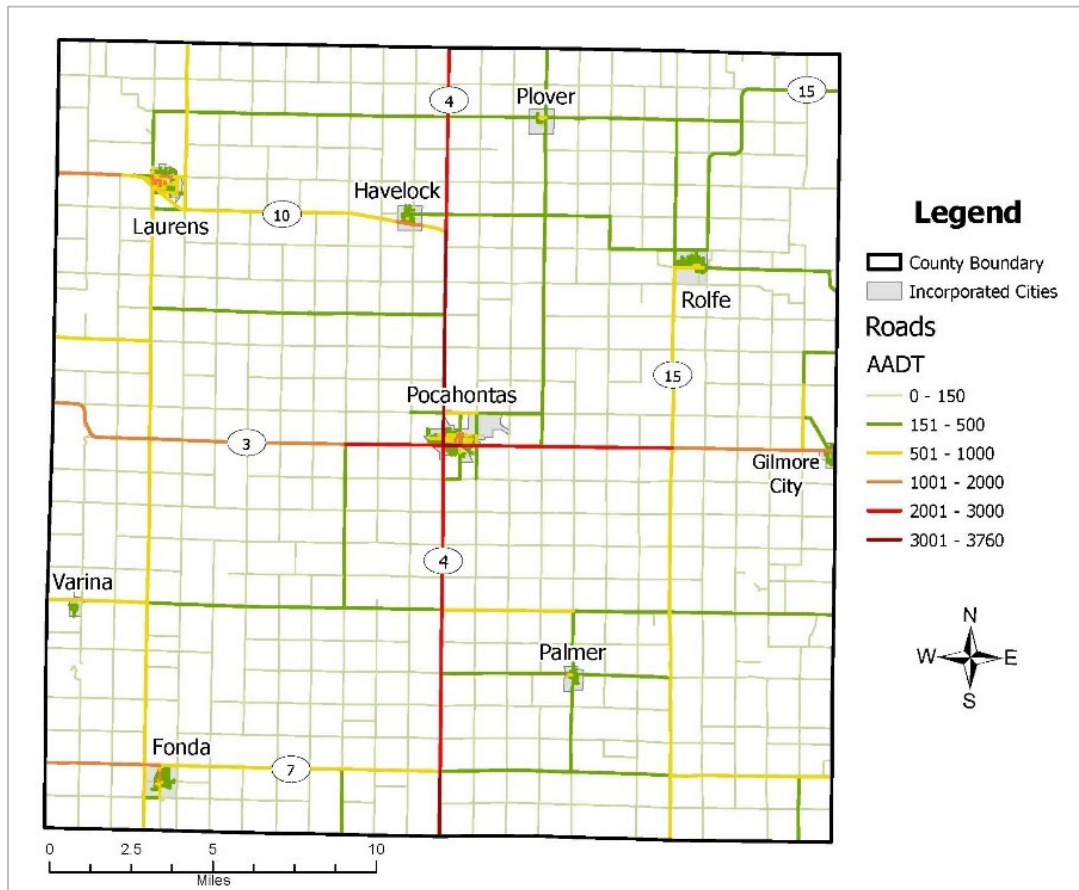 15
4
Plover
Havelock
10
Laurens
Rolfe
15
Pocahontas
3
Gilmore
City
4
Varina
Palmer
Fonda
7
0
2.5
5
10
Miles
Legend
County Boundary
Incorporated Cities
Roads
AADT
0 - 150
151 - 500
501 - 1000
1001 - 2000
2001 - 3000
3001 - 3760
N
W
E
S